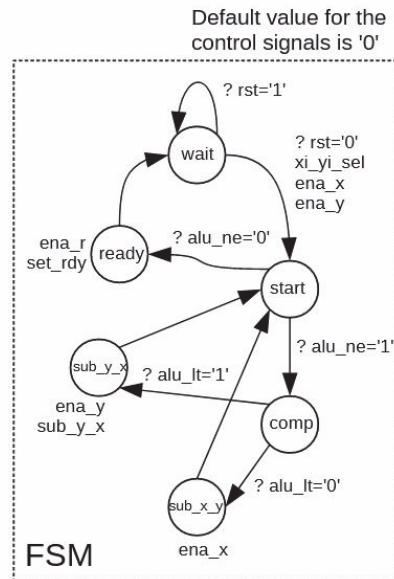 Default value for the
control signals is '0'
? rst='1'
wait
? rst='0'
xi_yi_sel
ena_x
ena_y
ena_r
set_rdy
ready
? alu_ne='0'
start
sub_y_x
? alu_lt='1'
? alu_ne='1'
ena_y
sub_y_x
comp
? alu_lt='0'
sub_x_y
ena_x
FSM